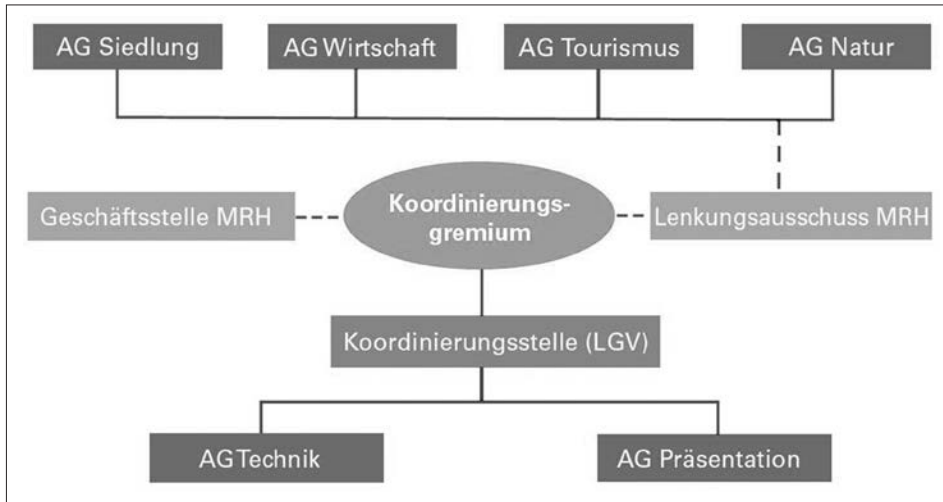 AG Siedlung
AG Wirtschaft
AG Tourismus
AG Natur
Geschäftsstelle MRH
Koordinierungs-
gremium
Lenkungsausschuss MRH
Koordinierungsstelle (LGV)
AG Technik
AG Präsentation